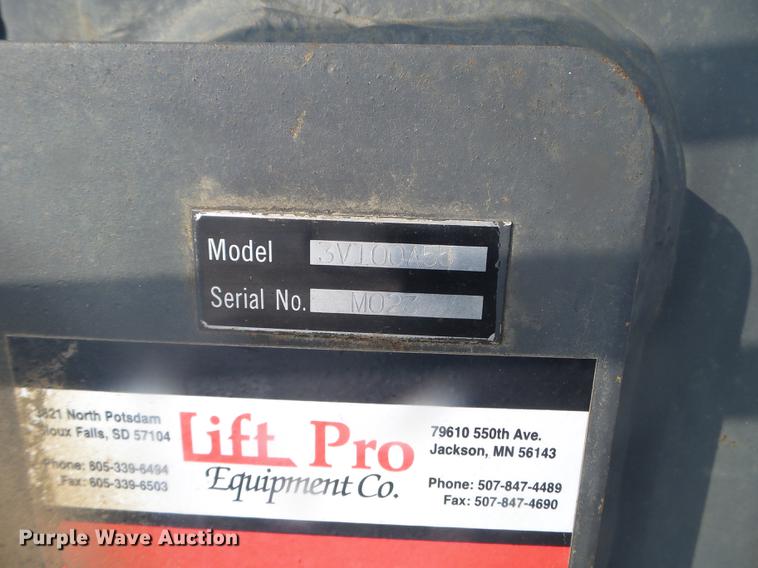 Model
Serial No. M023
North Potsdam
Sioux Falls, SD 57104
Phone: 605-339-6494
Fax: 605-339-6503
Lift Pro
Equipment Co.
79610 550th Ave.
Jackson, MN 56143
Phone: 507-847-4489
Fax: 507-847-4690
Purple Wave Auction